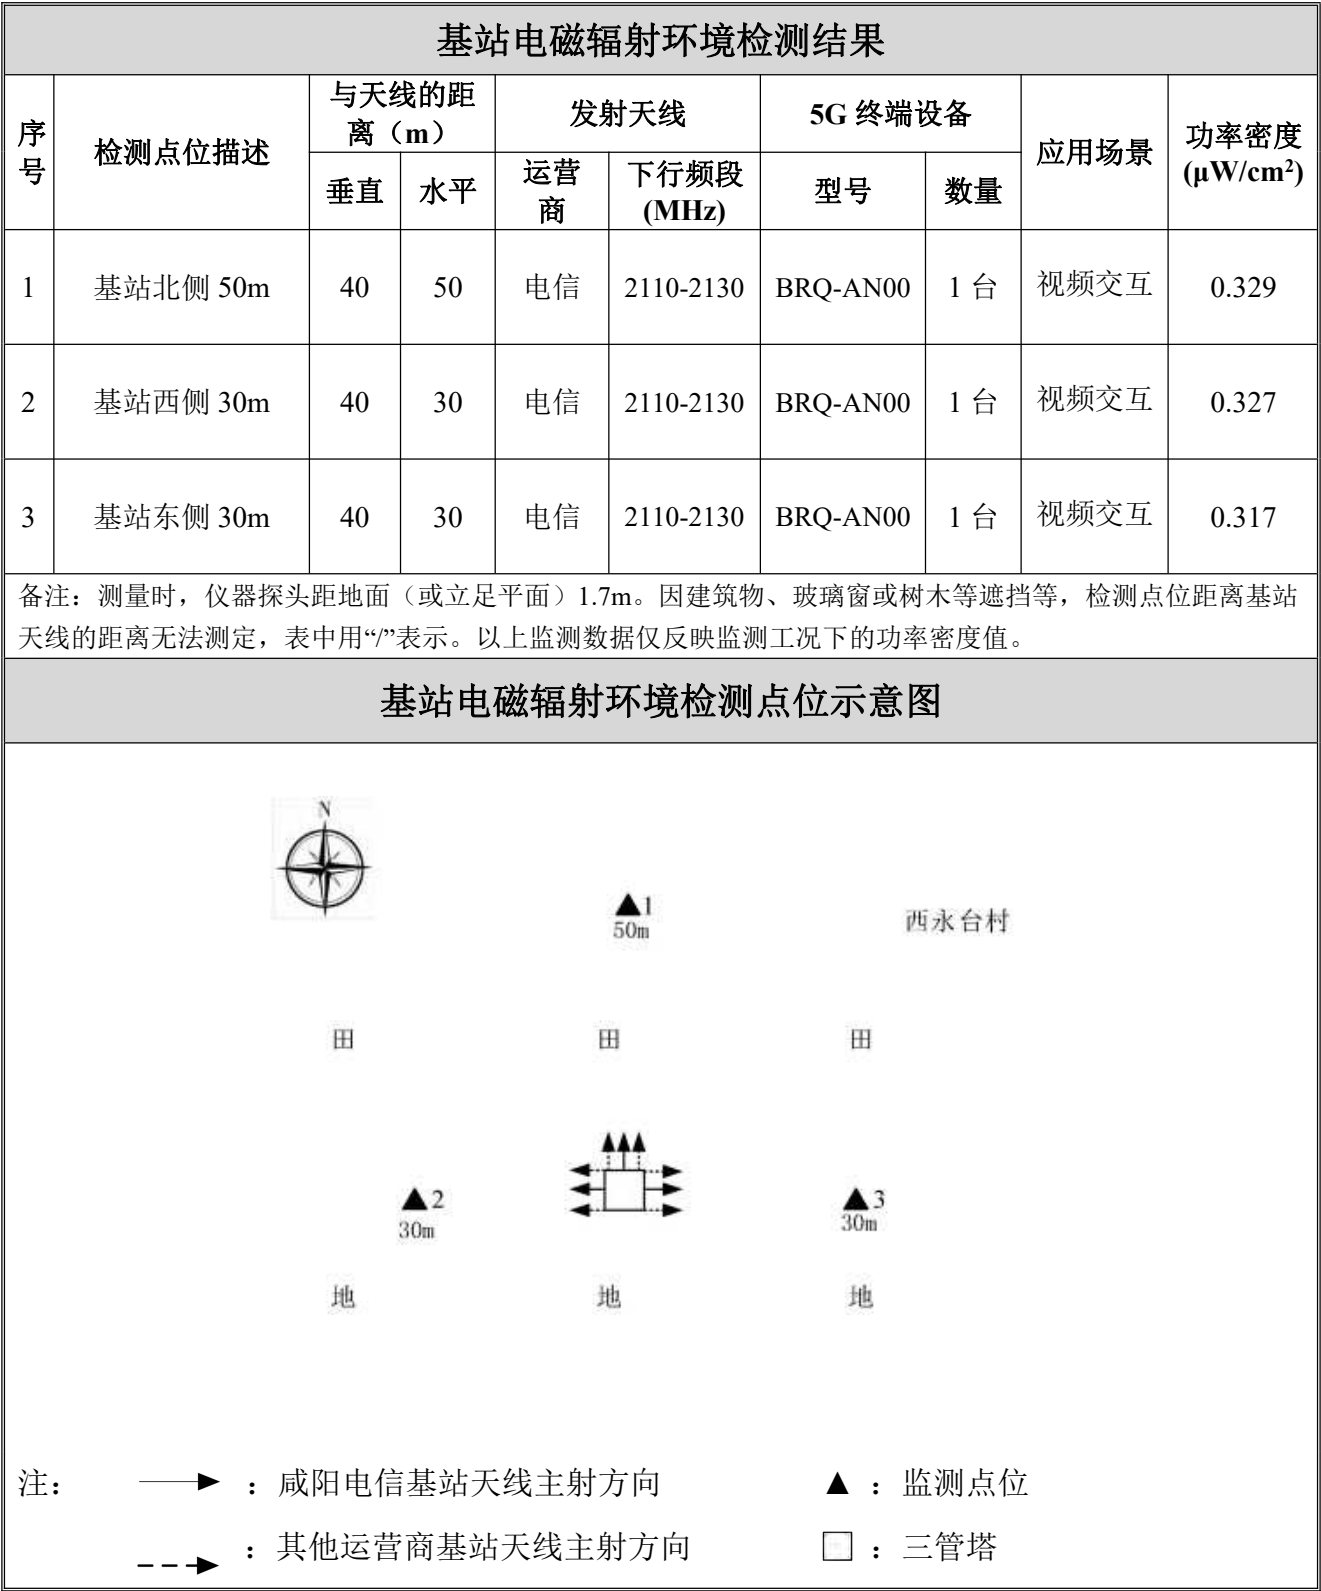 基站电磁辐射环境检测结果
序号 检测点位描述 与天线的距离（m） 发射天线 5G 终端设备 应用场景 功率密度(μW/cm²)
垂直 水平 运营商 下行频段(MHz) 型号 数量
1 基站北侧 50m 40 50 电信 2110-2130 BRQ-AN00 1 台 视频交互 0.329
2 基站西侧 30m 40 30 电信 2110-2130 BRQ-AN00 1 台 视频交互 0.327
3 基站东侧 30m 40 30 电信 2110-2130 BRQ-AN00 1 台 视频交互 0.317
备注：测量时，仪器探头距地面（或立足平面）1.7m。因建筑物、玻璃窗或树木等遮挡等，检测点位距离基站
天线的距离无法测定，表中用“/”表示。以上监测数据仅反映监测工况下的功率密度值。
基站电磁辐射环境检测点位示意图
N
▲1
50m
西永台村
田 田 田
▲2
30m
▲3
30m
地 地 地
注： ：咸阳电信基站天线主射方向 ▲：监测点位
：其他运营商基站天线主射方向 □：三管塔